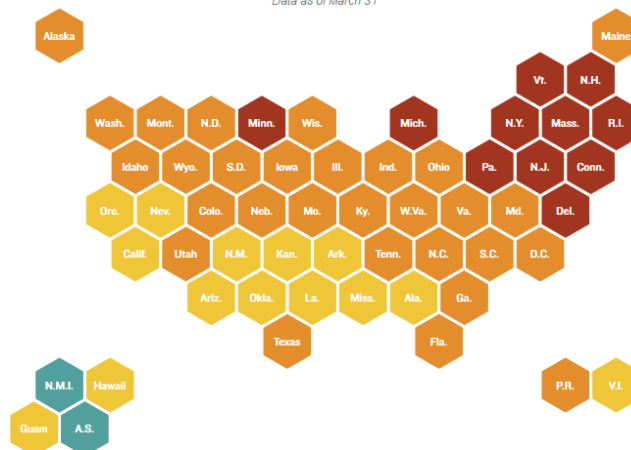 Data as of March 31
Alaska Maine
Vt. N.H.
Wash. Mont. N.D. Minn. Wis. Mich. N.Y. Mass. R.I.
Idaho Wyo. S.D. Iowa Ill. Ind. Ohio Pa. N.J. Conn.
Ore. Nev. Colo. Neb. Mo. Ky. W.Va. Va. Md. Del.
Calif. Utah N.M. Kan. Ark. Tenn. N.C. S.C. D.C.
Ariz. Okla. La. Miss. Ala. Ga.
Texas Fla.
N.M.I. Hawaii P.R. V.I.
Guam A.S.